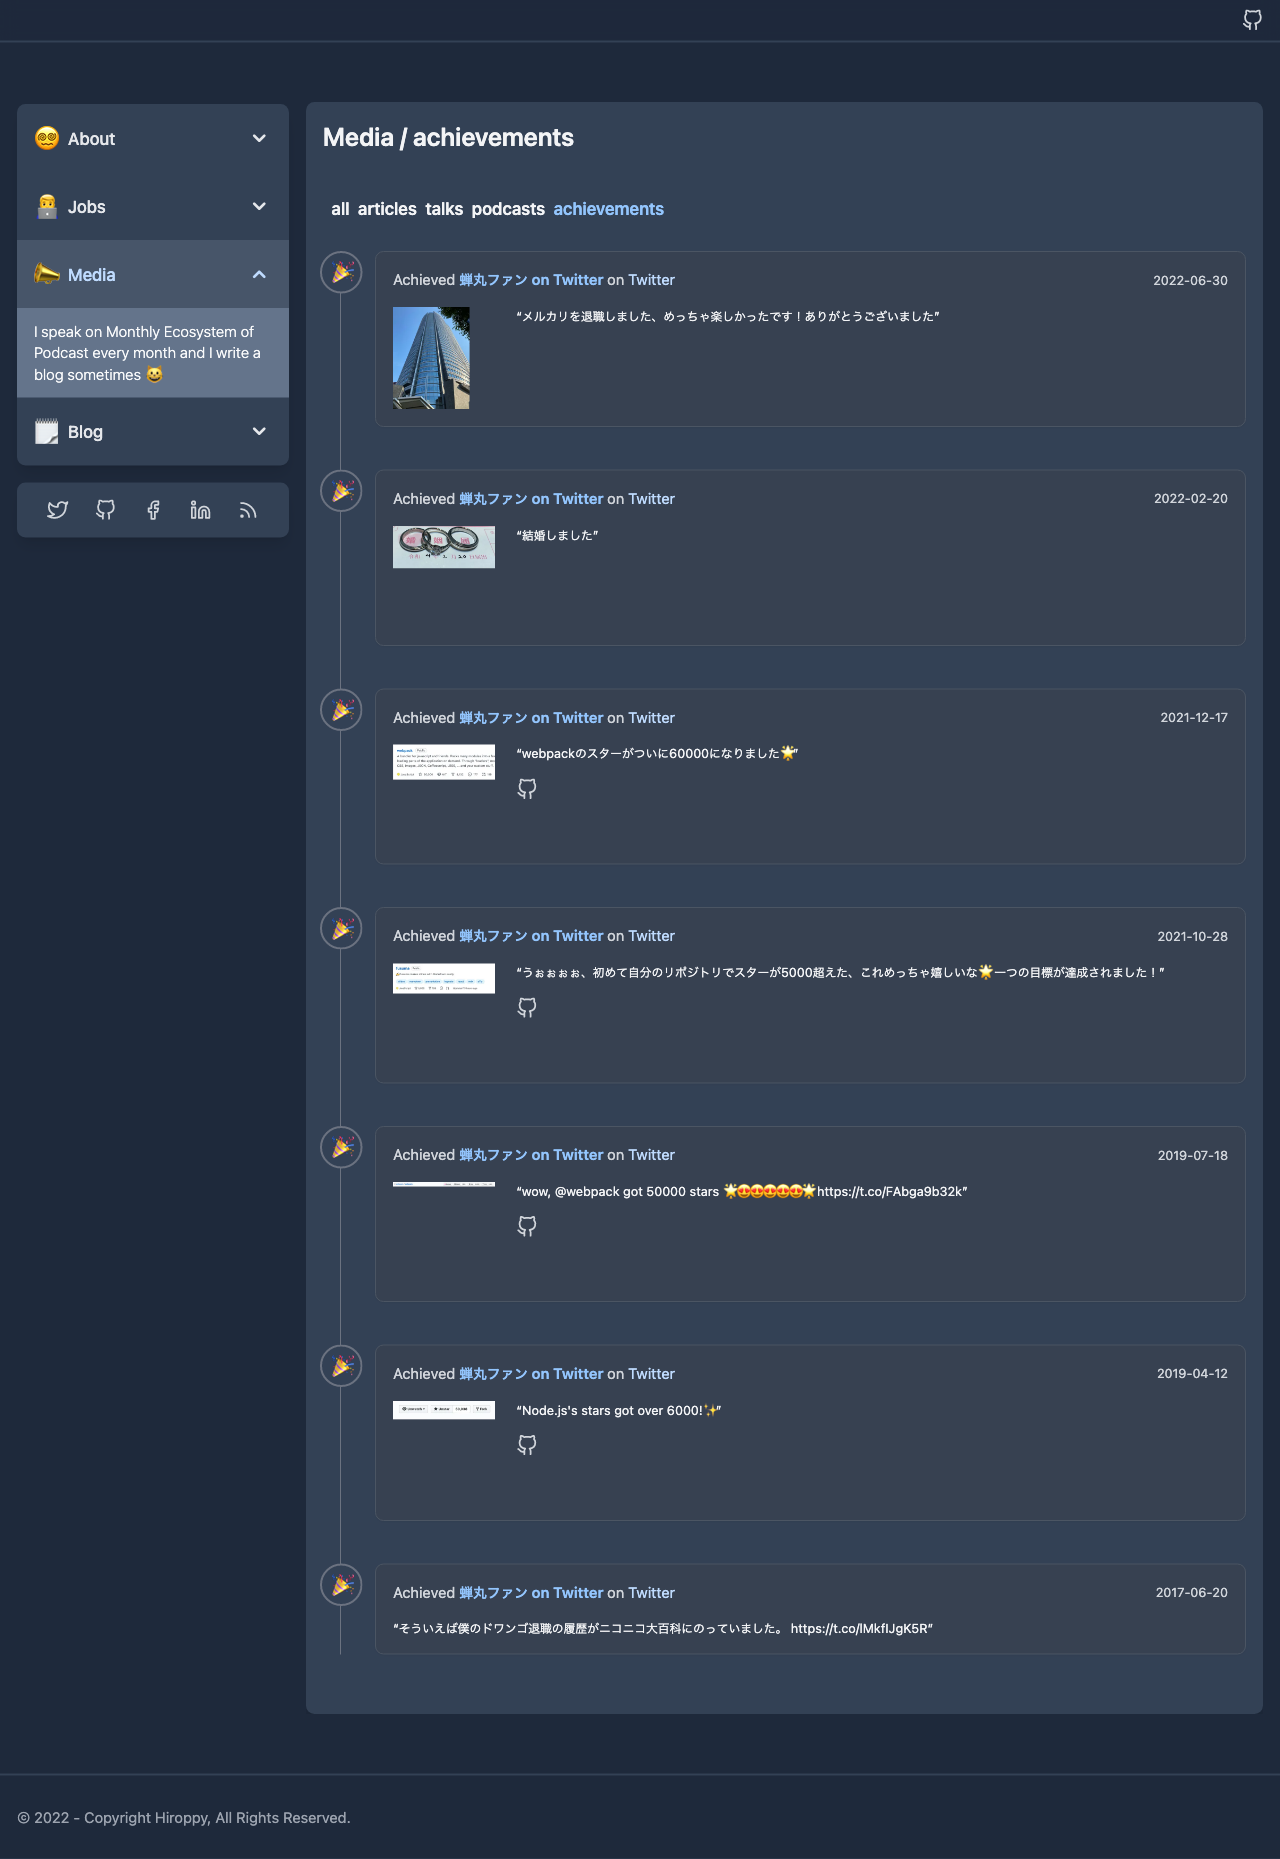 About
Jobs
Media
I speak on Monthly Ecosystem of
Podcast every month and I write a
blog sometimes 😺
Blog
Media / achievements
all articles talks podcasts achievements
Achieved 蝉丸ファン on Twitter on Twitter
2022-06-30
“メルカリを退職しました、めっちゃ楽しかったです！ありがとうございました”
Achieved 蝉丸ファン on Twitter on Twitter
2022-02-20
“結婚しました”
Achieved 蝉丸ファン on Twitter on Twitter
2021-12-17
“webpackのスターがついに60000になりました🌟”
Achieved 蝉丸ファン on Twitter on Twitter
2021-10-28
“うぉぉぉぉ、初めて自分のリポジトリでスターが5000超えた、これめっちゃ嬉しいな🌟一つの目標が達成されました！”
Achieved 蝉丸ファン on Twitter on Twitter
2019-07-18
“wow, @webpack got 50000 stars 🌟😍😍😍😍😍🌟https://t.co/FAbga9b32k”
Achieved 蝉丸ファン on Twitter on Twitter
2019-04-12
“Node.js's stars got over 6000!✨”
Achieved 蝉丸ファン on Twitter on Twitter
2017-06-20
“そういえば僕のドワンゴ退職の履歴がニコニコ大百科にのっていました。 https://t.co/IMkfIJgK5R”
© 2022 - Copyright Hiroppy, All Rights Reserved.